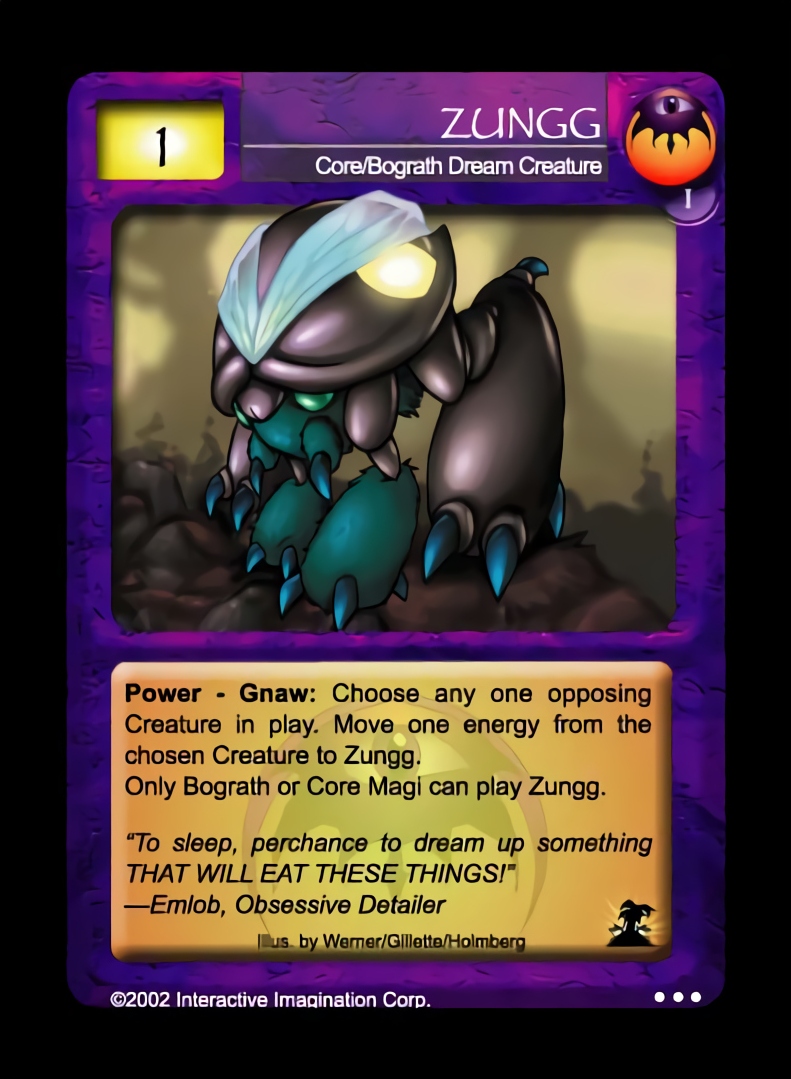 1
ZUNGG
Core/Bograth Dream Creature
1
Power - Gnaw: Choose any one opposing
Creature in play. Move one energy from the
chosen Creature to Zungg.
Only Bograth or Core Magi can play Zungg.
“To sleep, perchance to dream up something
THAT WILL EAT THESE THINGS!”
—Emlob, Obsessive Detailer
Illus. by Werner/Gillette/Holmberg
©2002 Interactive Imagination Corp.